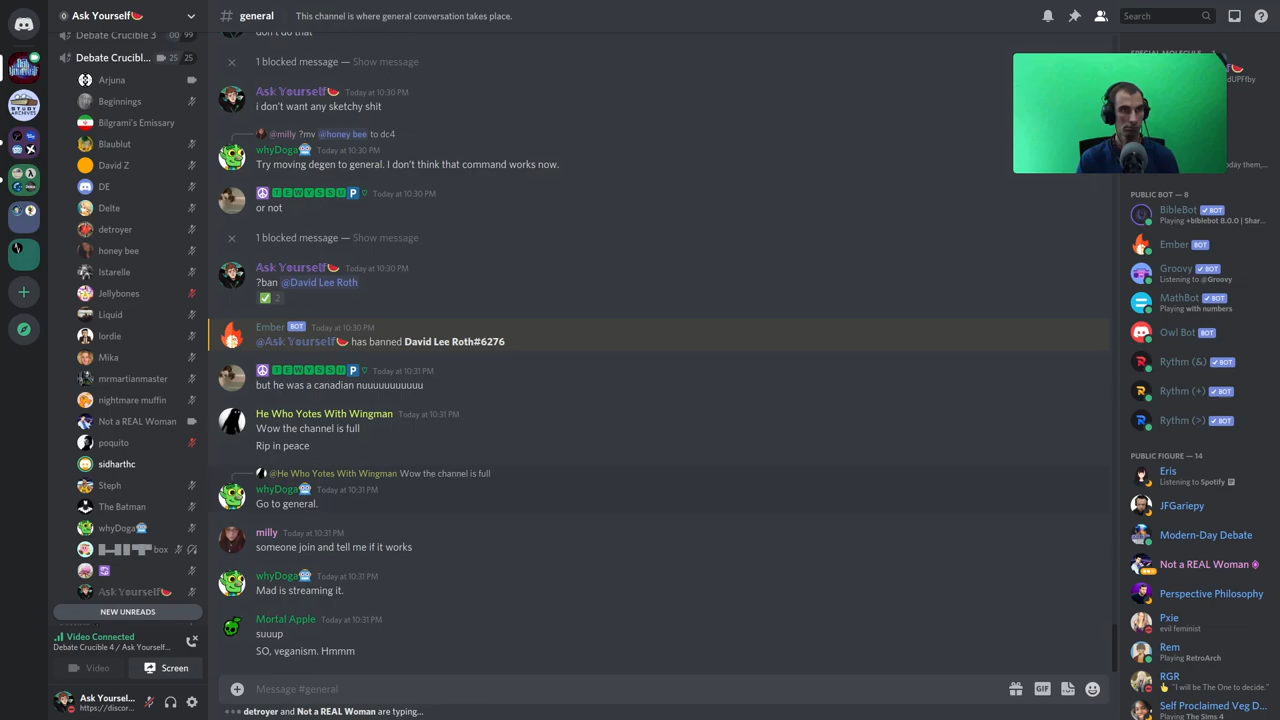 Ask Yourself🍉
# general
This channel is where general conversation takes place.
Search
Debate Crucible 3
00 99
Debate Crucibl...
25 25
Arjuna
Beginnings
Bilgrami's Emissary
Blaublut
David Z
DE
Delte
detroyer
honey bee
Istarelle
Jellybones
Liquid
lordie
Mika
mrmartianmaster
nightmare muffin
Not a REAL Woman
poquito
sidharthc
Steph
The Batman
whyDoga
box
Ask Yourself🍉
NEW UNREADS
Video Connected
Debate Crucible 4 / Ask Yourself...
Video
Screen
Ask Yoursel...
https://discor...
don't do that
1 blocked message — Show message
Ask Yourself🍉 Today at 10:30 PM
i don't want any sketchy shit
@milly ?mv @honey bee to dc4
whyDoga Today at 10:30 PM
Try moving degen to general. I don't think that command works now.
☮ TEWYSSU P ▽ Today at 10:30 PM
or not
1 blocked message — Show message
Ask Yourself🍉 Today at 10:30 PM
?ban @David Lee Roth
✅ 2
Ember BOT Today at 10:30 PM
@Ask Yourself🍉 has banned David Lee Roth#6276
☮ TEWYSSU P ▽ Today at 10:31 PM
but he was a canadian nuuuuuuuuuu
He Who Yotes With Wingman Today at 10:31 PM
Wow the channel is full
Rip in peace
@He Who Yotes With Wingman Wow the channel is full
whyDoga Today at 10:31 PM
Go to general.
milly Today at 10:31 PM
someone join and tell me if it works
whyDoga Today at 10:31 PM
Mad is streaming it.
Mortal Apple Today at 10:31 PM
suuup
SO, veganism. Hmmm
Message #general
GIF
detroyer and Not a REAL Woman are typing...
day them,...
PUBLIC BOT — 8
BibleBot ✓ BOT
Playing +biblebot 8.0.0 | Shar...
Ember BOT
Groovy ✓ BOT
Listening to @Groovy
MathBot ✓ BOT
Playing with numbers
Owl Bot BOT
Rythm (&) ✓ BOT
Rythm (+) ✓ BOT
Rythm (>) ✓ BOT
PUBLIC FIGURE — 14
Eris
Listening to Spotify
JFGariepy
Modern-Day Debate
Not a REAL Woman
Perspective Philosophy
Pxie
evil feminist
Rem
Playing RetroArch
RGR
👆 "I will be The One to decide."
Self Proclaimed Veg D...
Playing The Sims 4